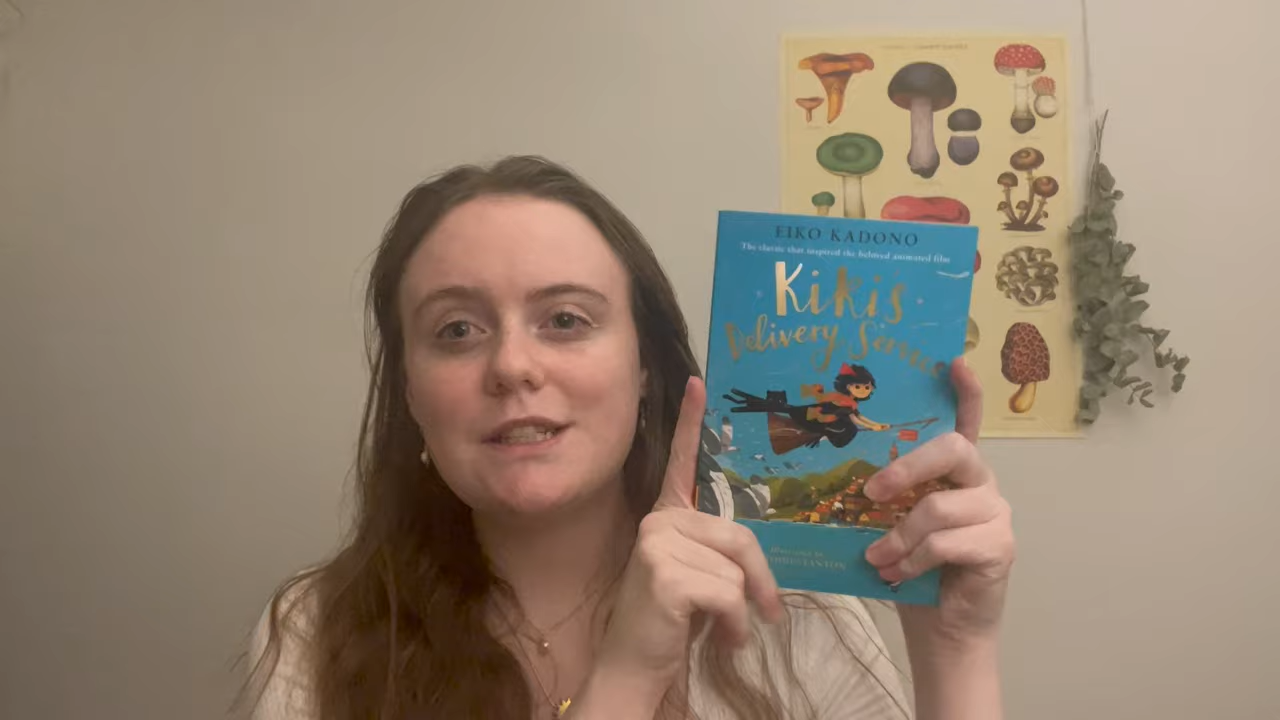 EIKO KADONO
The classic that inspired the beloved animated film
Kiki's
Delivery Service